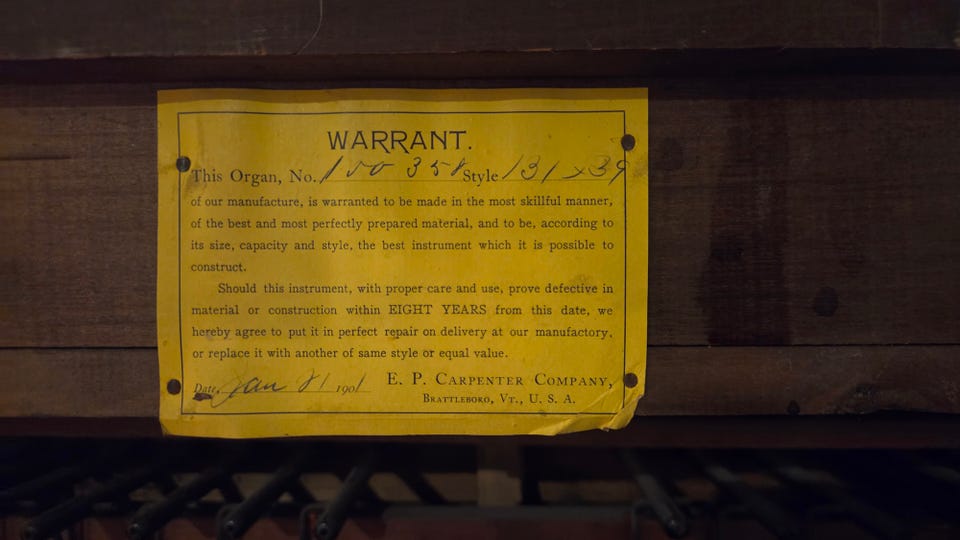 WARRANT.
This Organ, No. 100358 Style 131 x 39
of our manufacture, is warranted to be made in the most skillful manner,
of the best and most perfectly prepared material, and to be, according to
its size, capacity and style, the best instrument which it is possible to
construct.
Should this instrument, with proper care and use, prove defective in
material or construction within EIGHT YEARS from this date, we
hereby agree to put it in perfect repair on delivery at our manufactory,
or replace it with another of same style or equal value.
Date, Jan 1901 E. P. CARPENTER COMPANY,
BRATTLEBORO, VT., U. S. A.